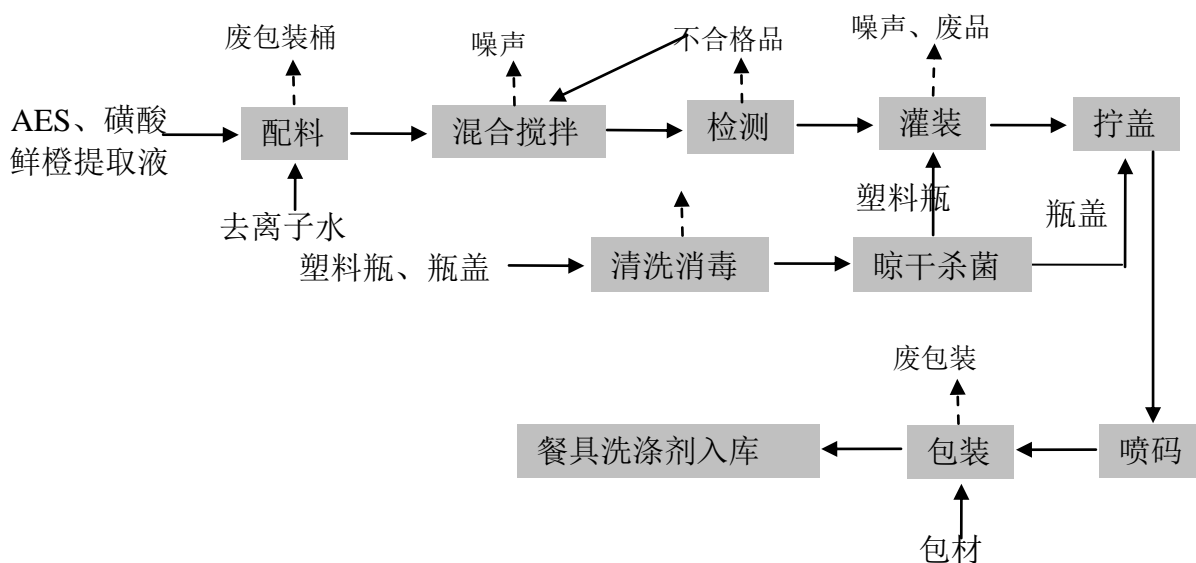 废包装桶
噪声
不合格品
噪声、废品
AES、磺酸
鲜橙提取液
配料
混合搅拌
检测
灌装
拧盖
去离子水
塑料瓶
瓶盖
塑料瓶、瓶盖
清洗消毒
晾干杀菌
废包装
餐具洗涤剂入库
包装
喷码
包材